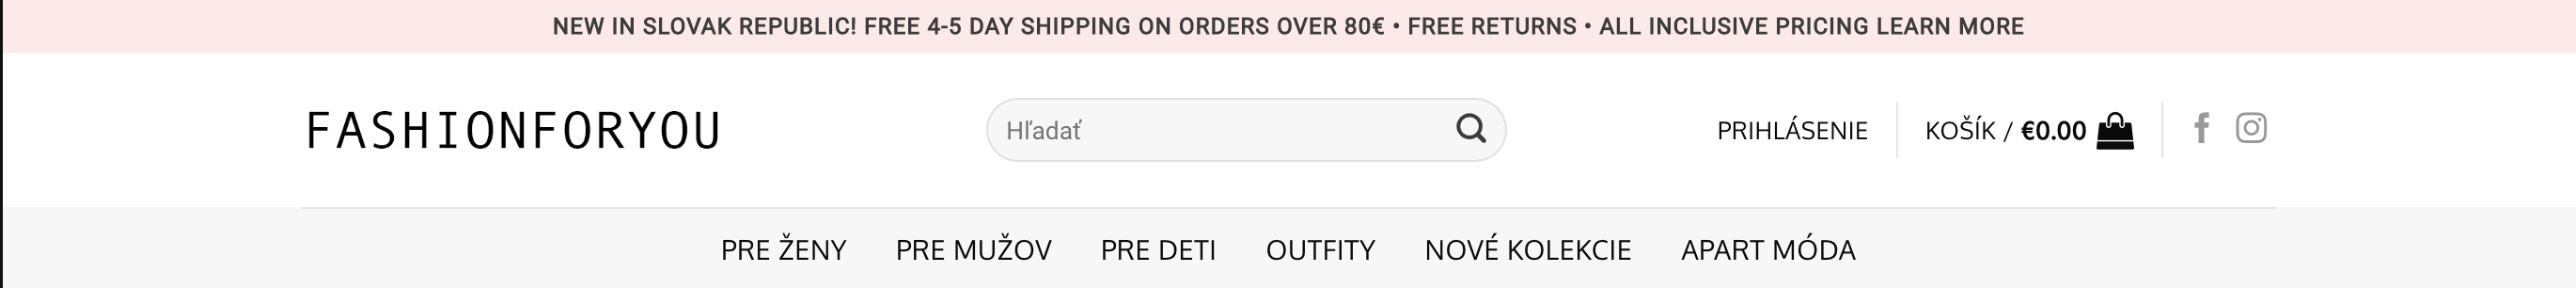 NEW IN SLOVAK REPUBLIC! FREE 4-5 DAY SHIPPING ON ORDERS OVER 80€ • FREE RETURNS • ALL INCLUSIVE PRICING LEARN MORE
FASHIONFORYOU
Hľadať
PRIHLÁSENIE
KOŠÍK / €0.00
PRE ŽENY PRE MUŽOV PRE DETI OUTFITY NOVÉ KOLEKCIE APART MÓDA